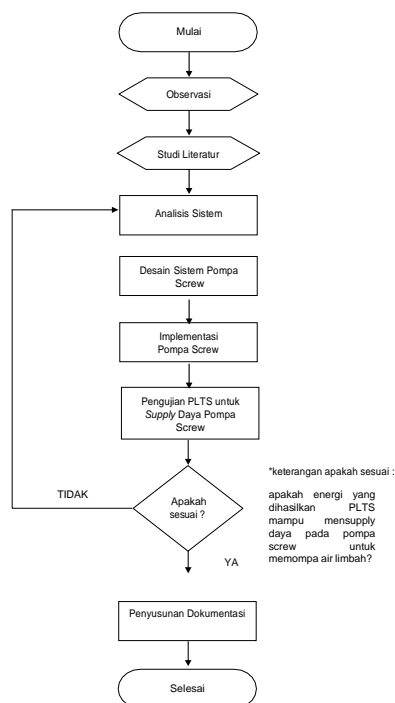 Mulai
Observasi
Studi Literatur
Analisis Sistem
Desain Sistem Pompa
Screw
Implementasi
Pompa Screw
Pengujian PLTS untuk
Supply Daya Pompa
Screw
TIDAK
Apakah
sesuai ?
YA
*keterangan apakah sesuai :
apakah energi yang
dihasilkan PLTS
mampu mensupply
daya pada pompa
screw untuk
memompa air limbah?
Penyusunan Dokumentasi
Selesai